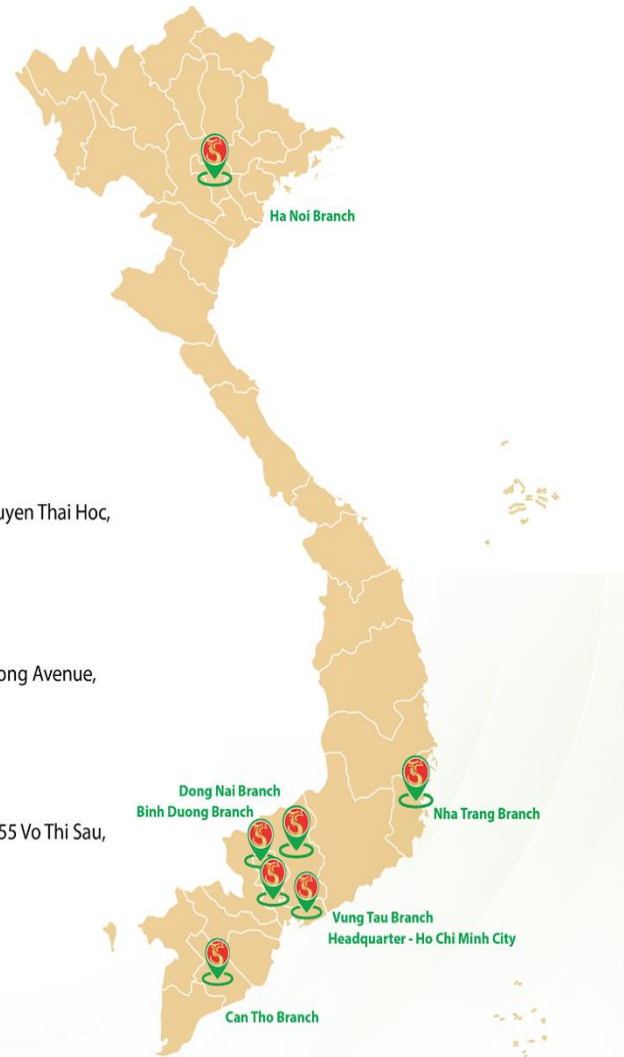 Ha Noi Branch
uyen Thai Hoc,
ong Avenue,
Dong Nai Branch
Binh Duong Branch
Nha Trang Branch
55 Vo Thi Sau,
Vung Tau Branch
Headquarter - Ho Chi Minh City
Can Tho Branch